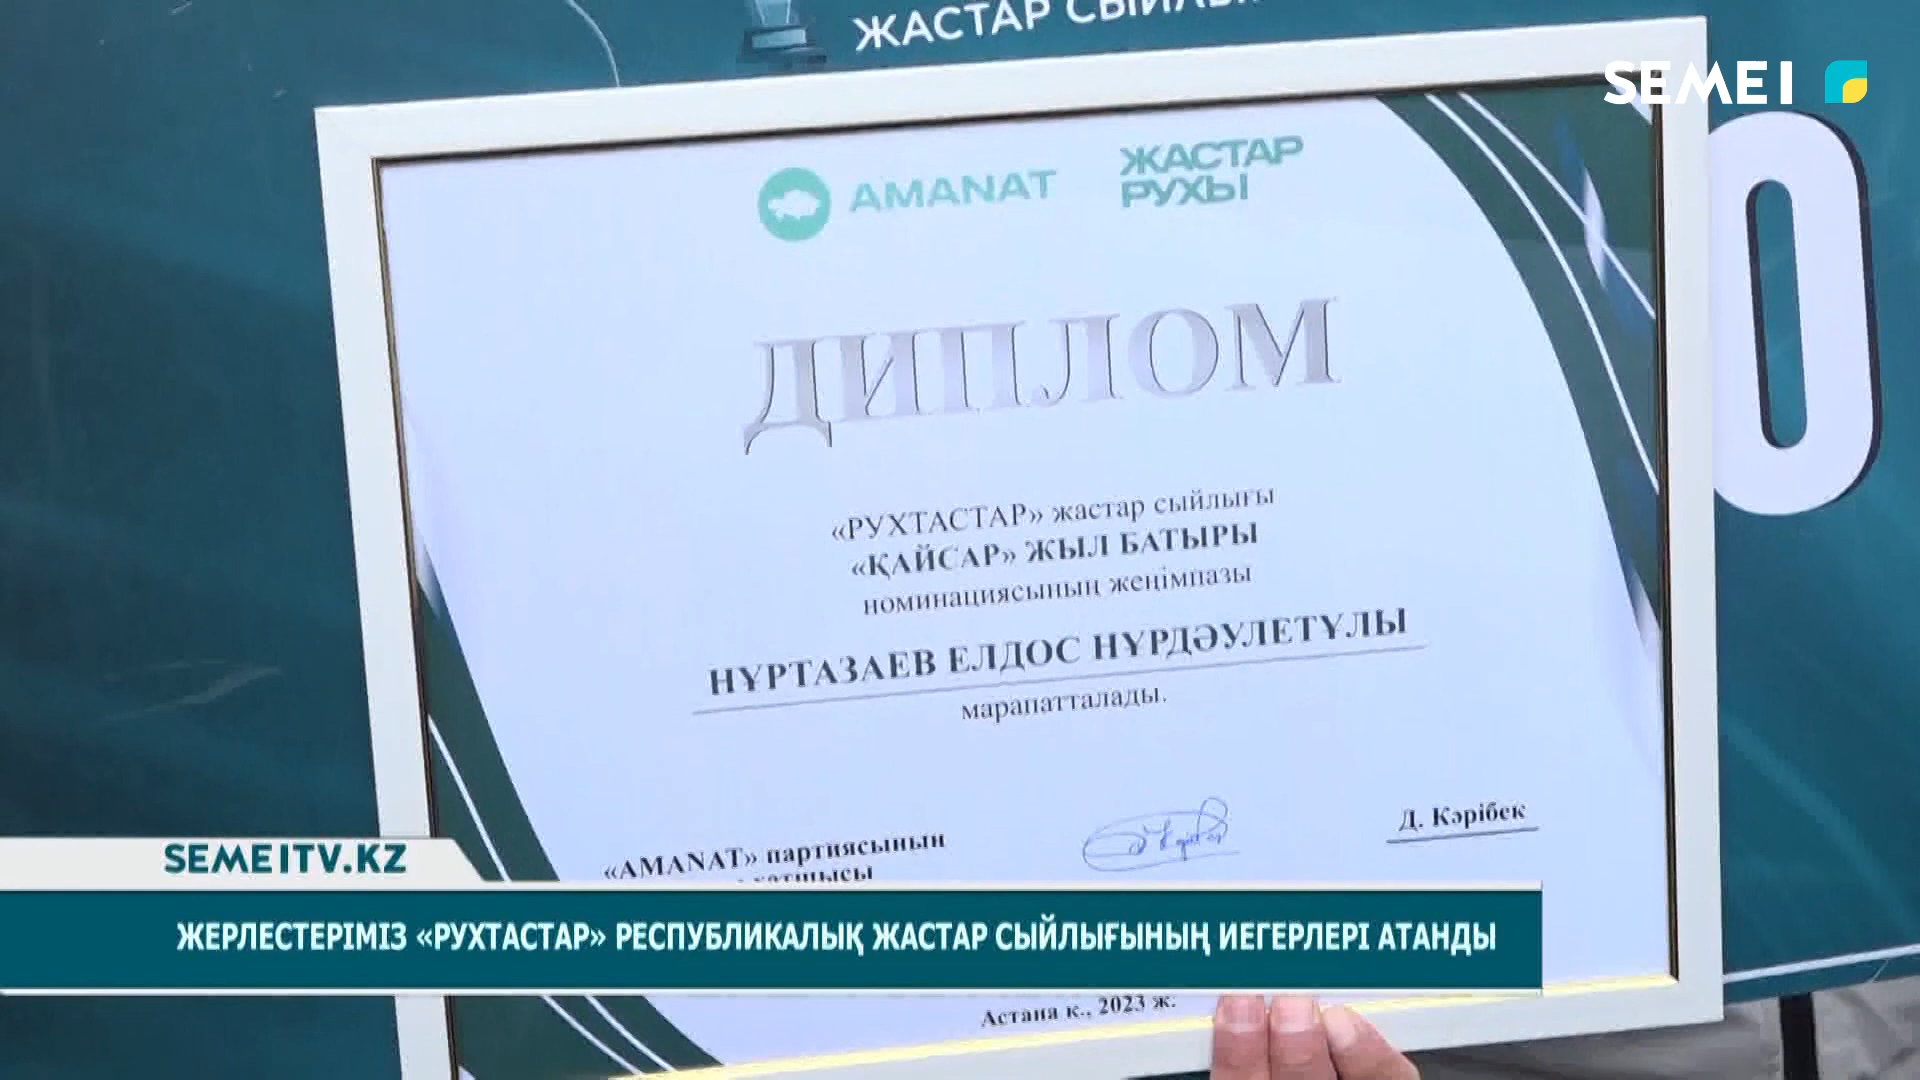 ЖАСТАР
SEMEI
AMANAT
ЖАСТАР
РУХЫ
ДИПЛОМ
«РУХТАСТАР» жастар сыйлығы
«ҚАЙСАР» ЖЫЛ БАТЫРЫ
номинациясының жеңімпазы
НҰРТАЗАЕВ ЕЛДОС НҰРДӘУЛЕТҰЛЫ
марапатталады.
«AMANAT» партиясының
Д. Кәрібек
SEMEITV.KZ
ЖЕРЛЕСТЕРІМІЗ «РУХТАСТАР» РЕСПУБЛИКАЛЫҚ ЖАСТАР СЫЙЛЫҒЫНЫҢ ИЕГЕРЛЕРІ АТАНДЫ
Астана қ., 2023 ж.